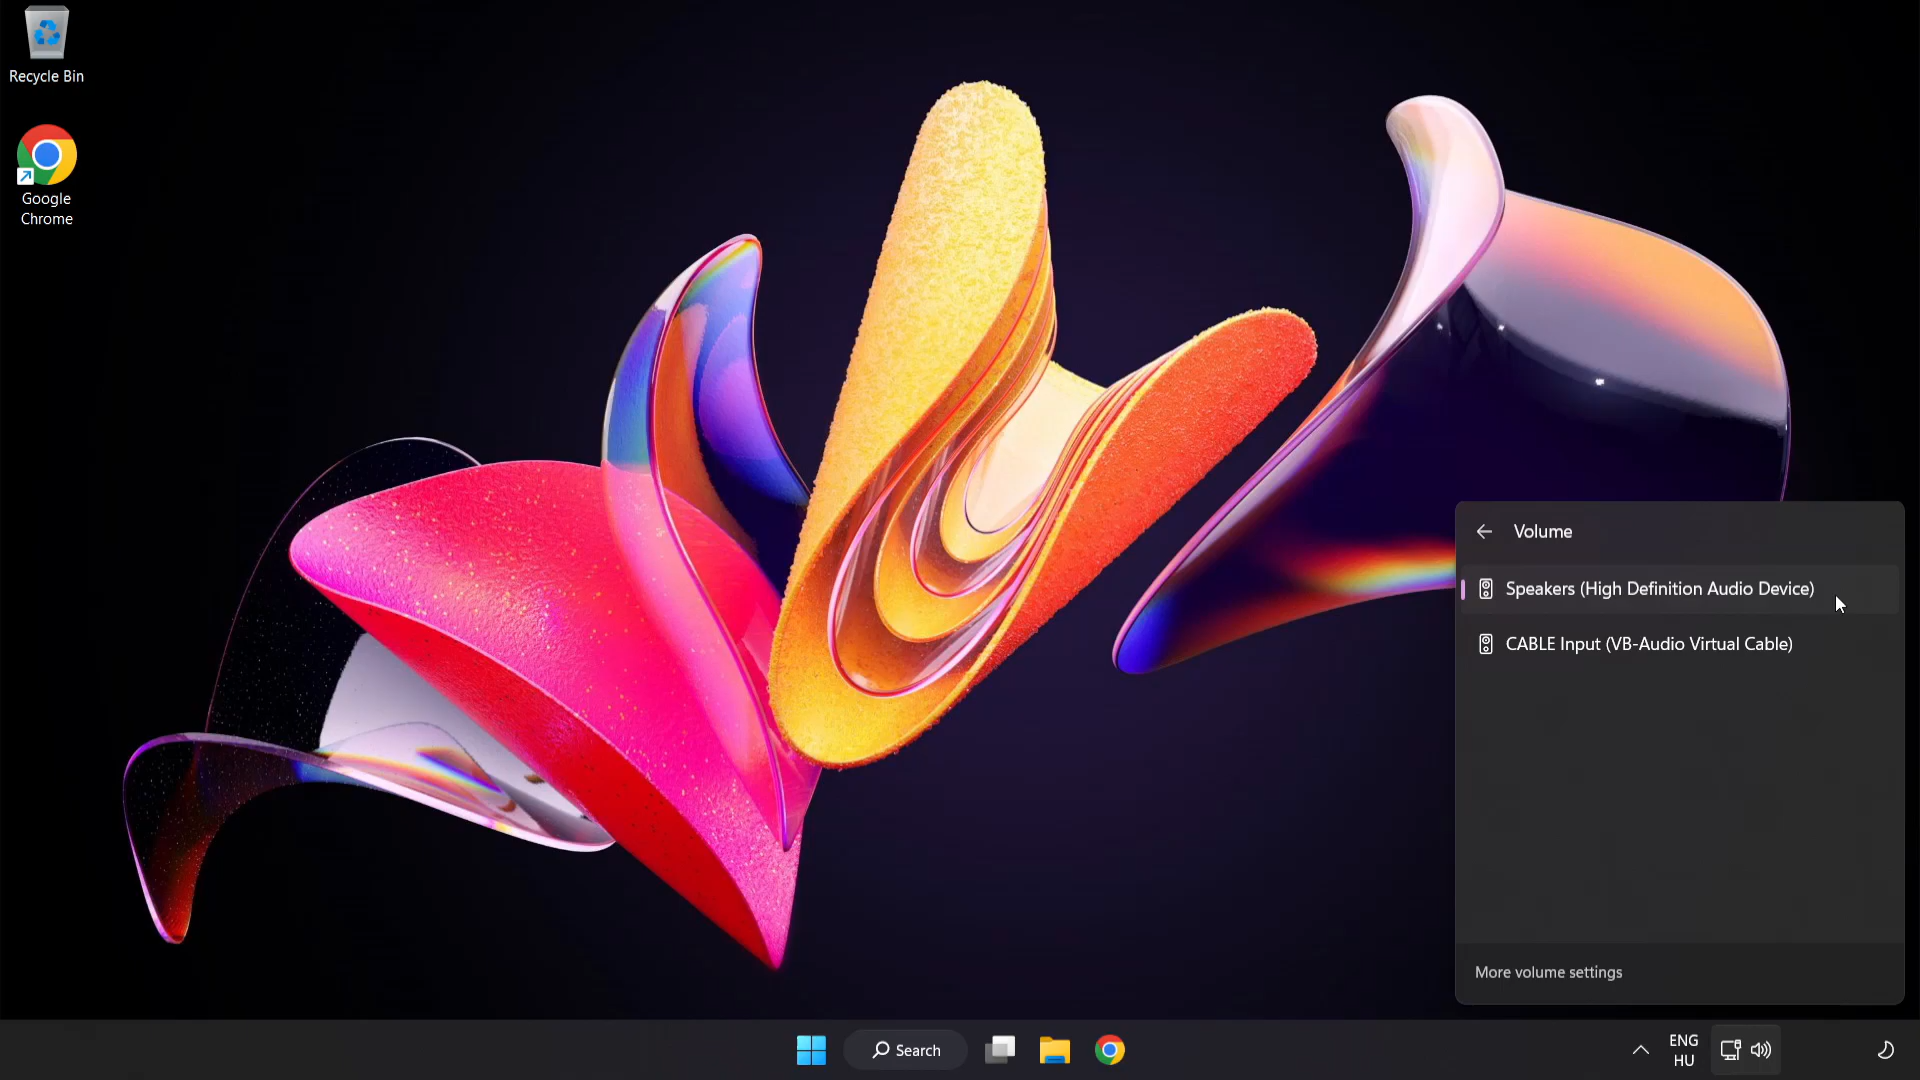 Recycle Bin
Google
Chrome
Volume
Speakers (High Definition Audio Device)
CABLE Input (VB-Audio Virtual Cable)
More volume settings
Search
ENG
HU